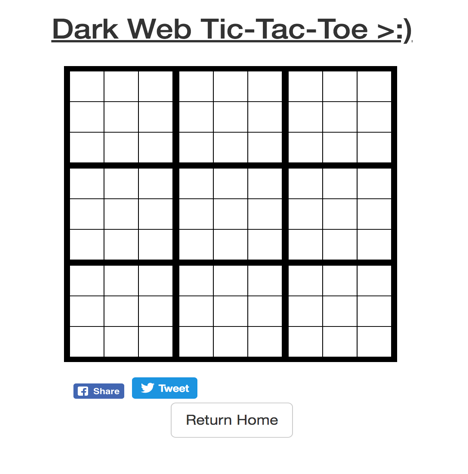 Dark Web Tic-Tac-Toe >:)
Share
Tweet
Return Home